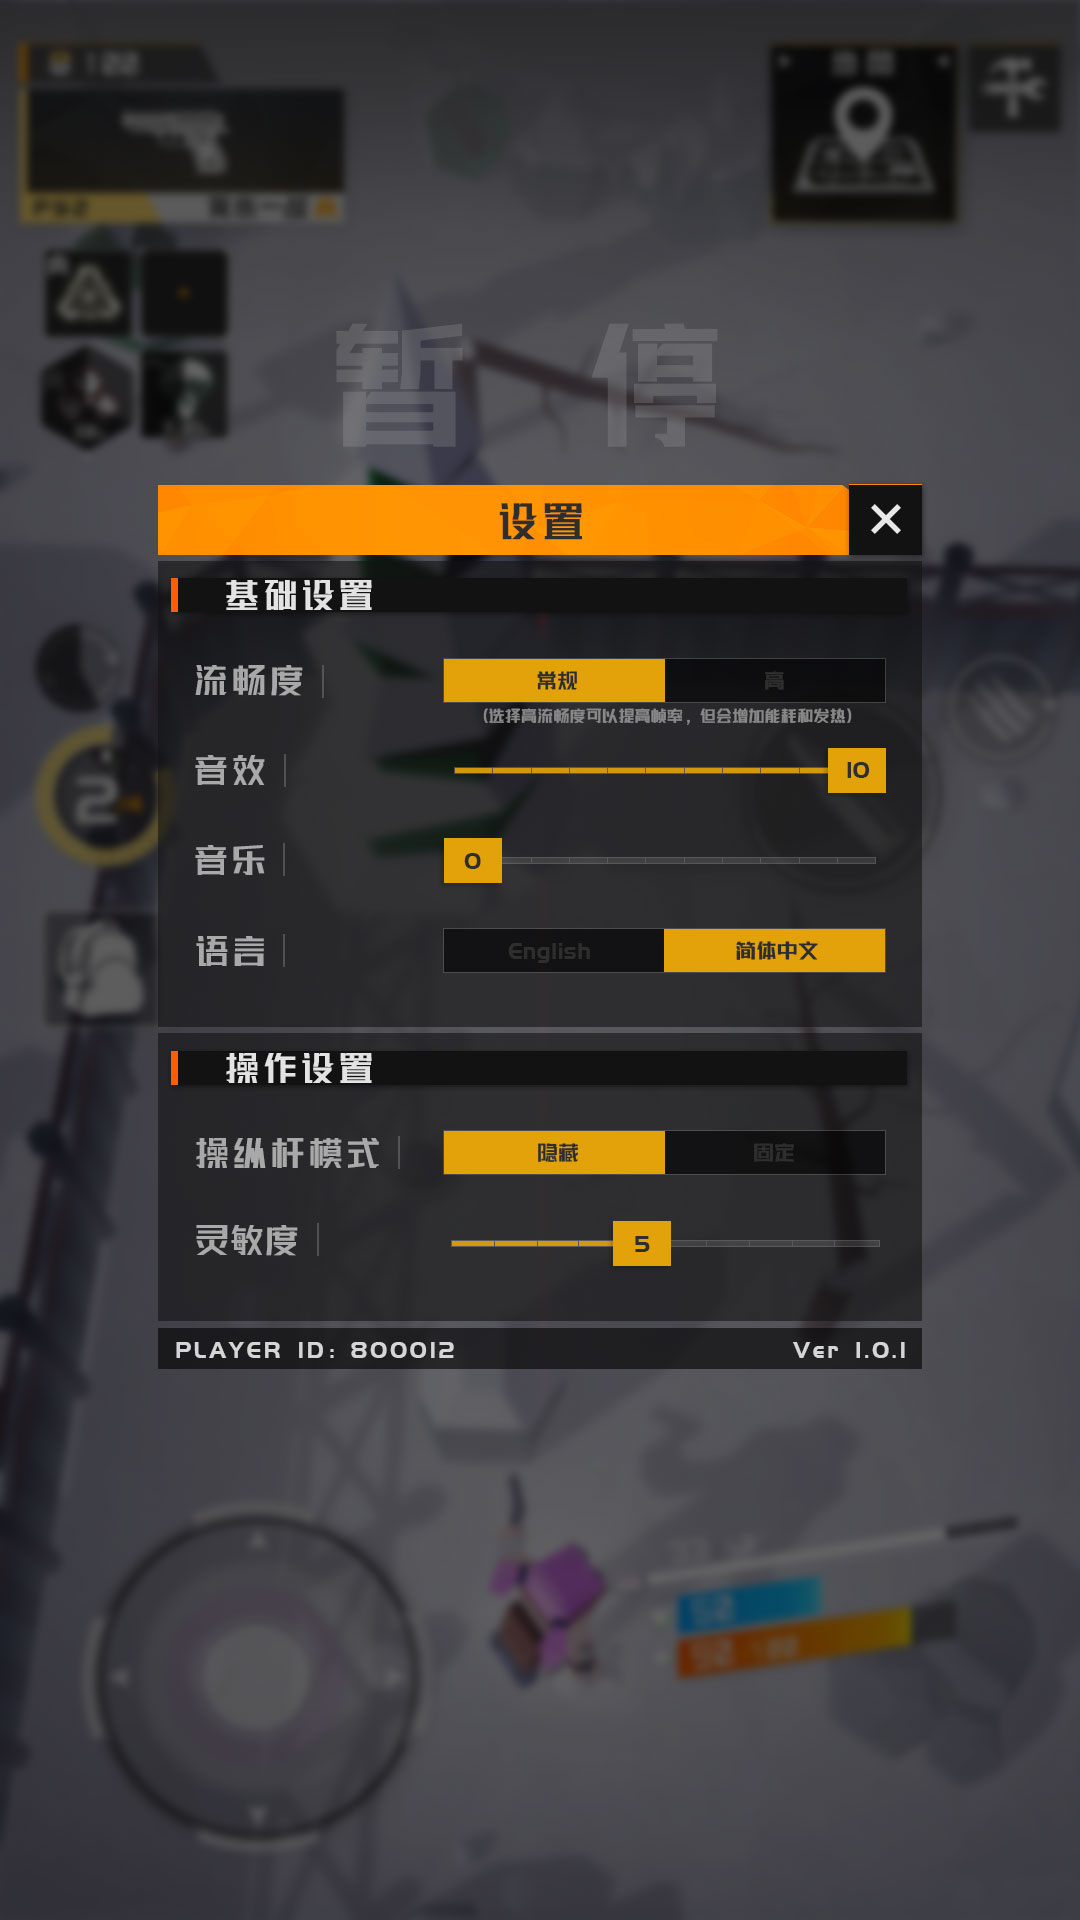 122
P92
暂 停
设置
基础设置
流畅度
常规
高
(选择高流畅度可以提高帧率，但会增加能耗和发热)
音效
10
音乐
0
语言
English
简体中文
操作设置
操纵杆模式
隐藏
固定
灵敏度
5
PLAYER ID: 800012
Ver 1.0.1
2